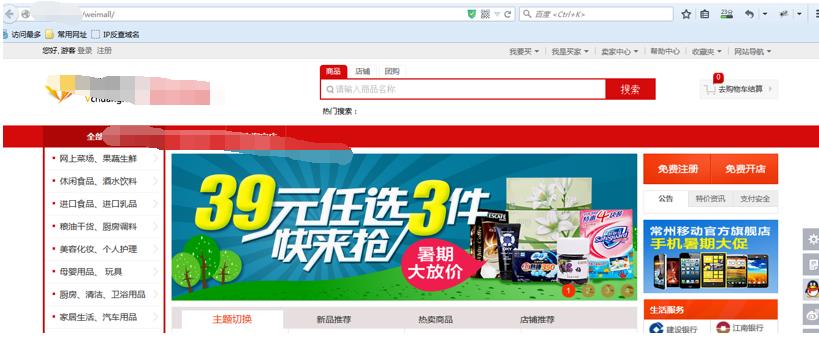 /weimall/
百度 <Ctrl+K>
访问最多 常用网址 IP反查域名
您好, 游客 登录 注册
我要买 我是买家 卖家中心 帮助中心 收藏夹 网站导航
商品 店铺 团购
请输入商品名称 搜索
0
去购物车结算
热门搜索：
网上菜场、果蔬生鲜
休闲食品、酒水饮料
进口食品、进口乳品
粮油干货、厨房调料
美容化妆、个人护理
母婴用品、玩具
厨房、清洁、卫浴用品
家居生活、汽车用品
39元任选3件
快来抢
暑期
大放价
ESCAFE
Safeguard
1
免费注册 免费开店
公告 特价资讯 支付安全
常州移动官方旗舰店
手机暑期大促
生活服务
建设银行 江南银行
主题切换 新品推荐 热卖商品 店铺推荐